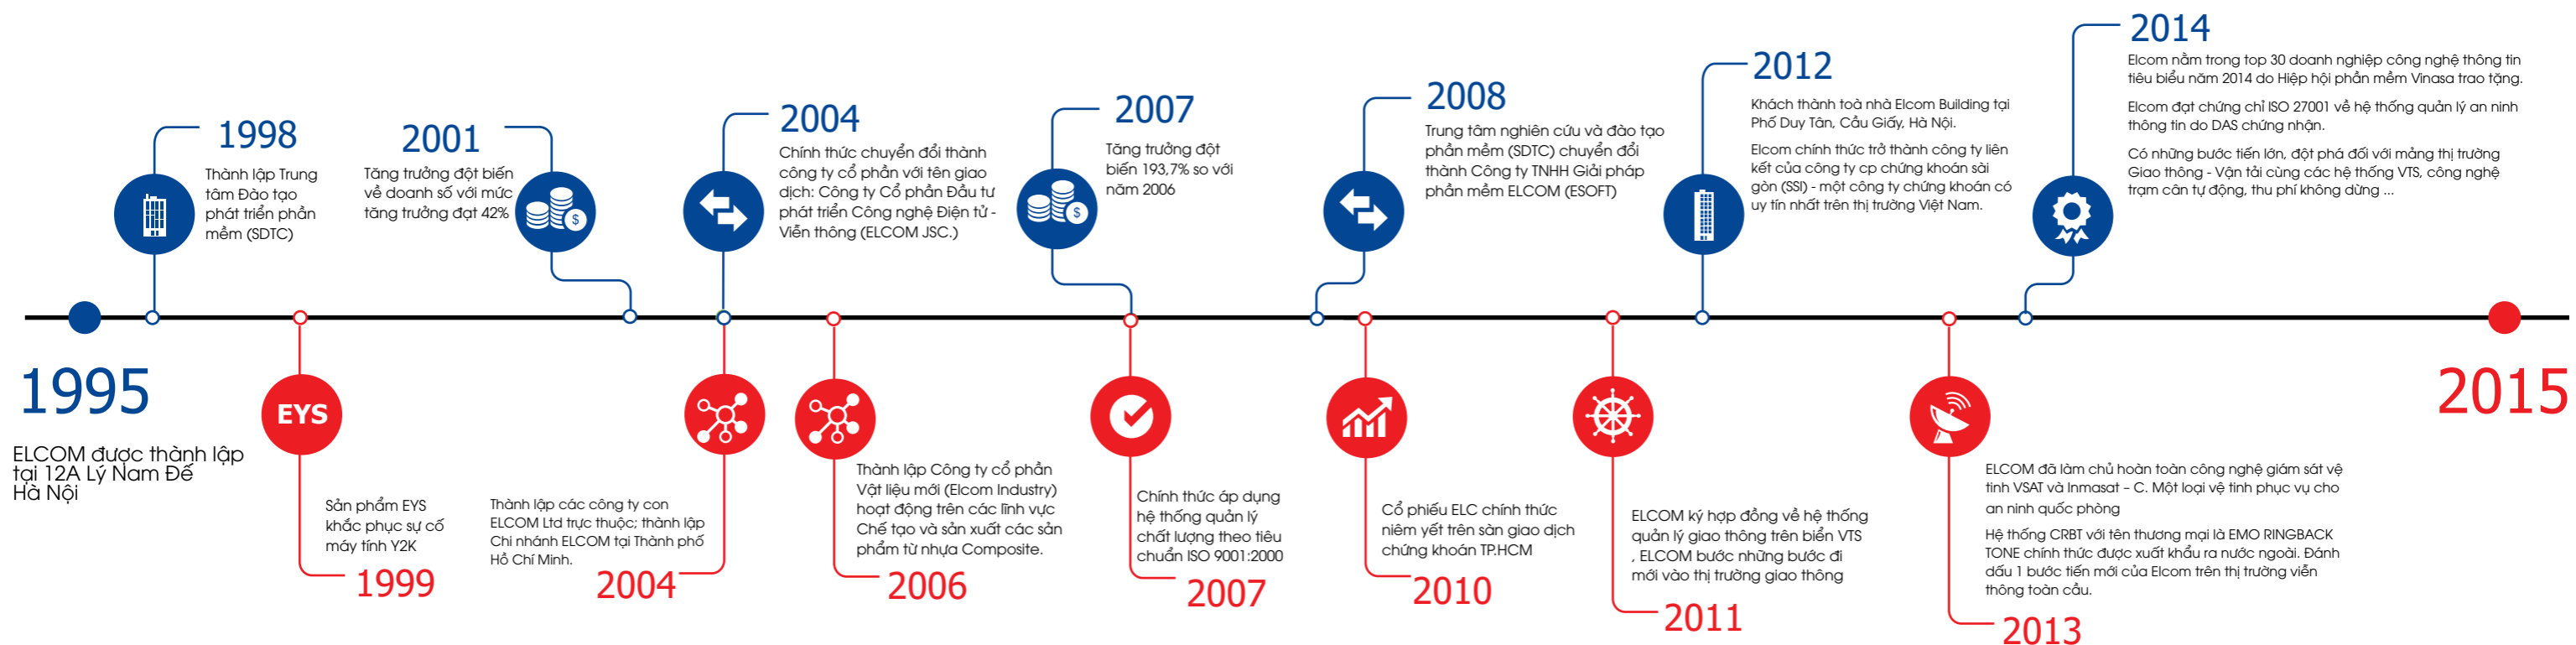 1995
ELCOM được thành lập
tại 12A Lý Nam Đế
Hà Nội
1998
Thành lập Trung
tâm Đào tạo
phát triển phần
mềm (SDTC)
EYS
Sản phẩm EYS
khắc phục sự cố
máy tính Y2K
1999
2001
Tăng trưởng đột biến
về doanh số với mức
tăng trưởng đạt 42%
$
2004
Chính thức chuyển đổi thành
công ty cổ phần với tên giao
dịch: Công ty Cổ phần Đầu tư
phát triển Công nghệ Điện tử -
Viễn thông (ELCOM JSC.)
Thành lập các công ty con
ELCOM Ltd trực thuộc; thành lập
Chi nhánh ELCOM tại Thành phố
Hồ Chí Minh.
2004
Thành lập Công ty cổ phần
Vật liệu mới (Elcom Industry)
hoạt động trên các lĩnh vực
Chế tạo và sản xuất các sản
phẩm từ nhựa Composite.
2006
2007
Tăng trưởng đột
biến 193,7% so với
năm 2006
$
Chính thức áp dụng
hệ thống quản lý
chất lượng theo tiêu
chuẩn ISO 9001:2000
2007
2008
Trung tâm nghiên cứu và đào tạo
phần mềm (SDTC) chuyển đổi
thành Công ty TNHH Giải pháp
phần mềm ELCOM (ESOFT)
Cổ phiếu ELC chính thức
niêm yết trên sàn giao dịch
chứng khoán TP.HCM
2010
ELCOM ký hợp đồng về hệ thống
quản lý giao thông trên biển VTS
, ELCOM bước những bước đi
mới vào thị trường giao thông
2011
2012
Khách thành toà nhà Elcom Building tại
Phố Duy Tân, Cầu Giấy, Hà Nội.
Elcom chính thức trở thành công ty liên
kết của công ty cp chứng khoán sài
gòn (SSI) - một công ty chứng khoán có
uy tín nhất trên thị trường Việt Nam.
ELCOM đã làm chủ hoàn toàn công nghệ giám sát vệ
tinh VSAT và Inmasat – C. Một loại vệ tinh phục vụ cho
an ninh quốc phòng
Hệ thống CRBT với tên thương mại là EMO RINGBACK
TONE chính thức được xuất khẩu ra nước ngoài. Đánh
dấu 1 bước tiến mới của Elcom trên thị trường viễn
thông toàn cầu.
2013
2014
Elcom nằm trong top 30 doanh nghiệp công nghệ thông tin
tiêu biểu năm 2014 do Hiệp hội phần mềm Vinasa trao tặng.
Elcom đạt chứng chỉ ISO 27001 về hệ thống quản lý an ninh
thông tin do DAS chứng nhận.
Có những bước tiến lớn, đột phá đối với mảng thị trường
Giao thông - Vận tải cùng các hệ thống VTS, công nghệ
trạm cân tự động, thu phí không dừng ...
2015